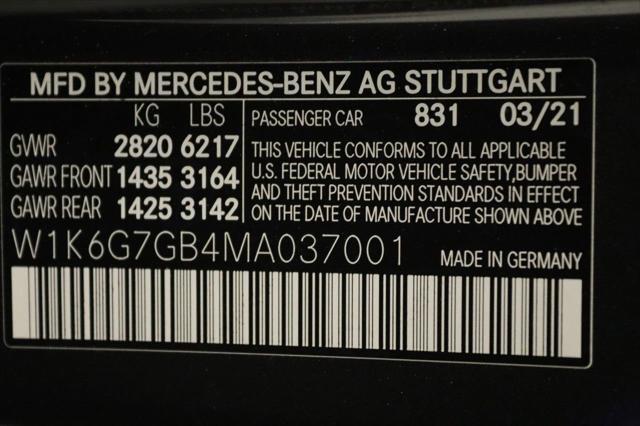 MFD BY MERCEDES-BENZ AG STUTTGART
KG LBS
PASSENGER CAR 831 03/21
GVWR 2820 6217
GAWR FRONT 1435 3164
GAWR REAR 1425 3142
THIS VEHICLE CONFORMS TO ALL APPLICABLE
U.S. FEDERAL MOTOR VEHICLE SAFETY,BUMPER
AND THEFT PREVENTION STANDARDS IN EFFECT
ON THE DATE OF MANUFACTURE SHOWN ABOVE
W1K6G7GB4MA037001 MADE IN GERMANY